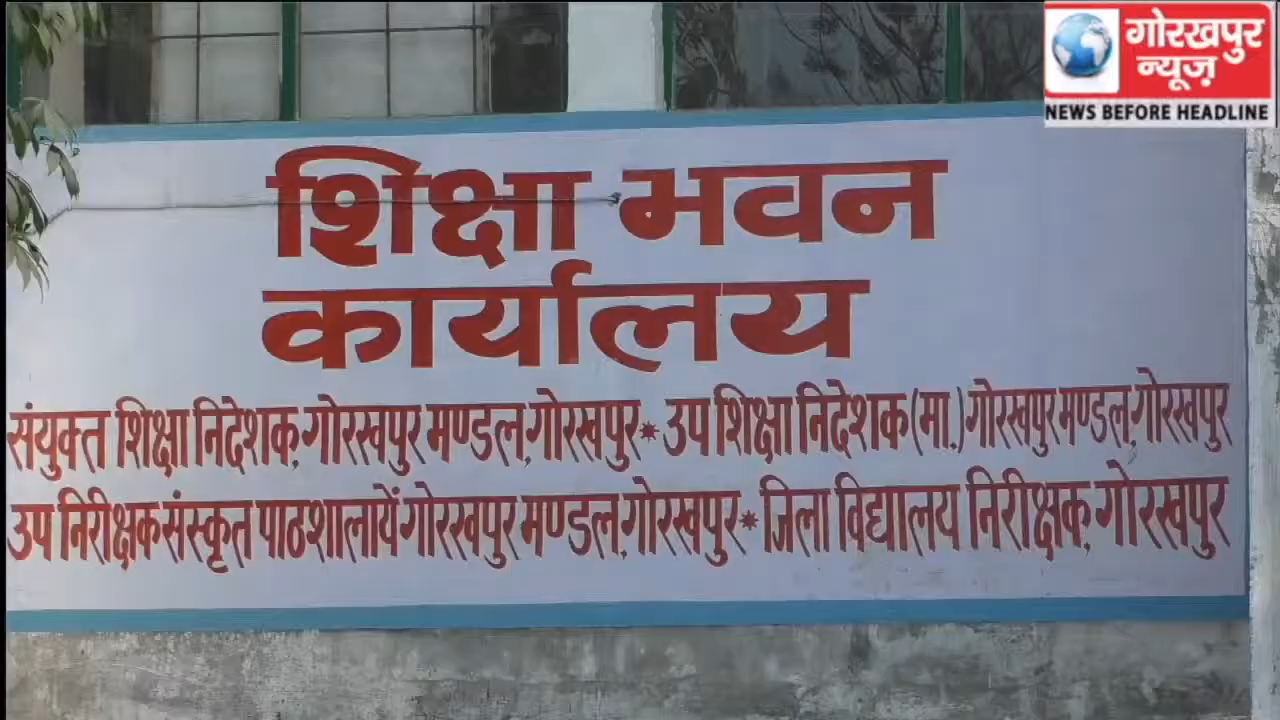 गोरखपुर
न्यूज़
NEWS BEFORE HEADLINE
शिक्षा भवन
कार्यालय
संयुक्त शिक्षा निदेशक, गोरखपुर मण्डल, गोरखपुर * उप शिक्षा निदेशक (मा.) गोरखपुर मण्डल, गोरखपुर
उप निरीक्षक संस्कृत पाठशालायें गोरखपुर मण्डल, गोरखपुर * जिला विद्यालय निरीक्षक, गोरखपुर